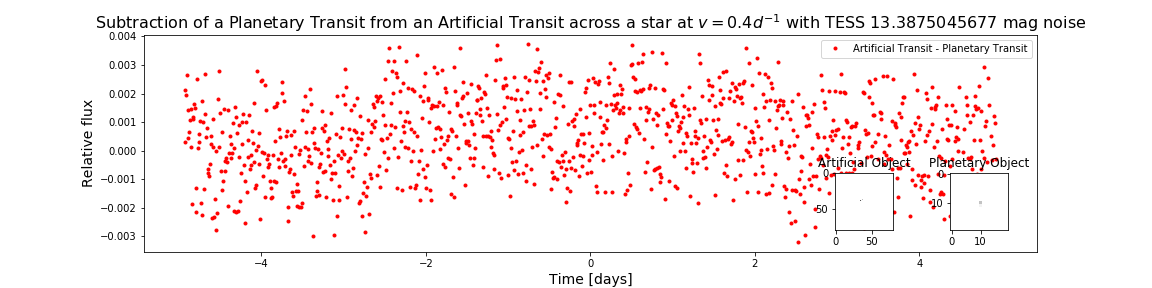 Subtraction of a Planetary Transit from an Artificial Transit across a star at v = 0.4d⁻¹ with TESS 13.3875045677 mag noise
0.004
0.003
0.002
0.001
0.000
−0.001
−0.002
−0.003
Relative flux
Artificial Transit - Planetary Transit
Artificial Object
0
50
0 50
Planetary Object
0
10
0 10
−4 −2 0 2 4
Time [days]